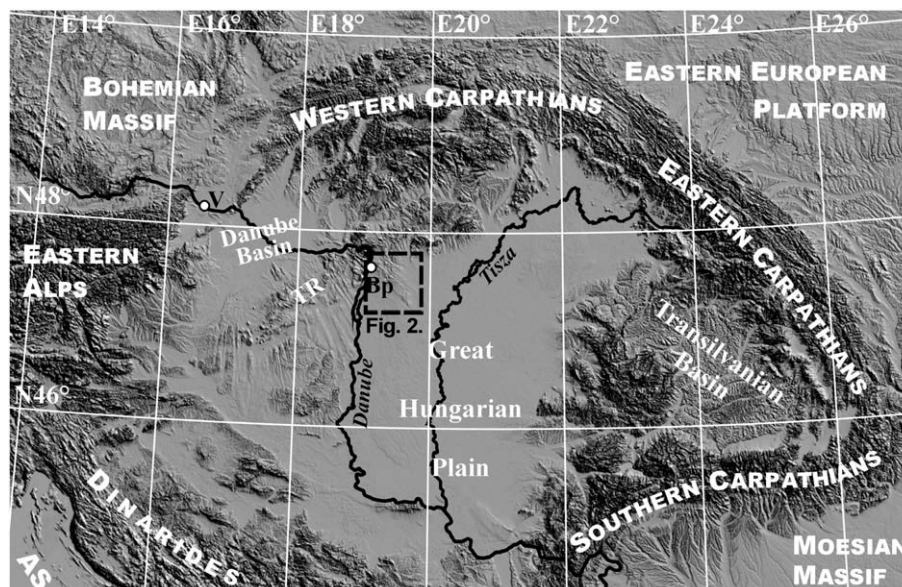 E14° E16° E18° E20° E22° E24° E26°
BOHEMIAN
MASSIF
WESTERN CARPATHIANS
EASTERN EUROPEAN
PLATFORM
N48°
V
EASTERN
ALPS
Danube
Basin
TR
Bp
Fig. 2.
Tisza
EASTERN CARPATHIANS
Transilvanian
Basin
Great
Hungarian
Plain
Danube
N46°
DINARIDES
SOUTHERN CARPATHIANS
MOESIAN
MASSIF
AS